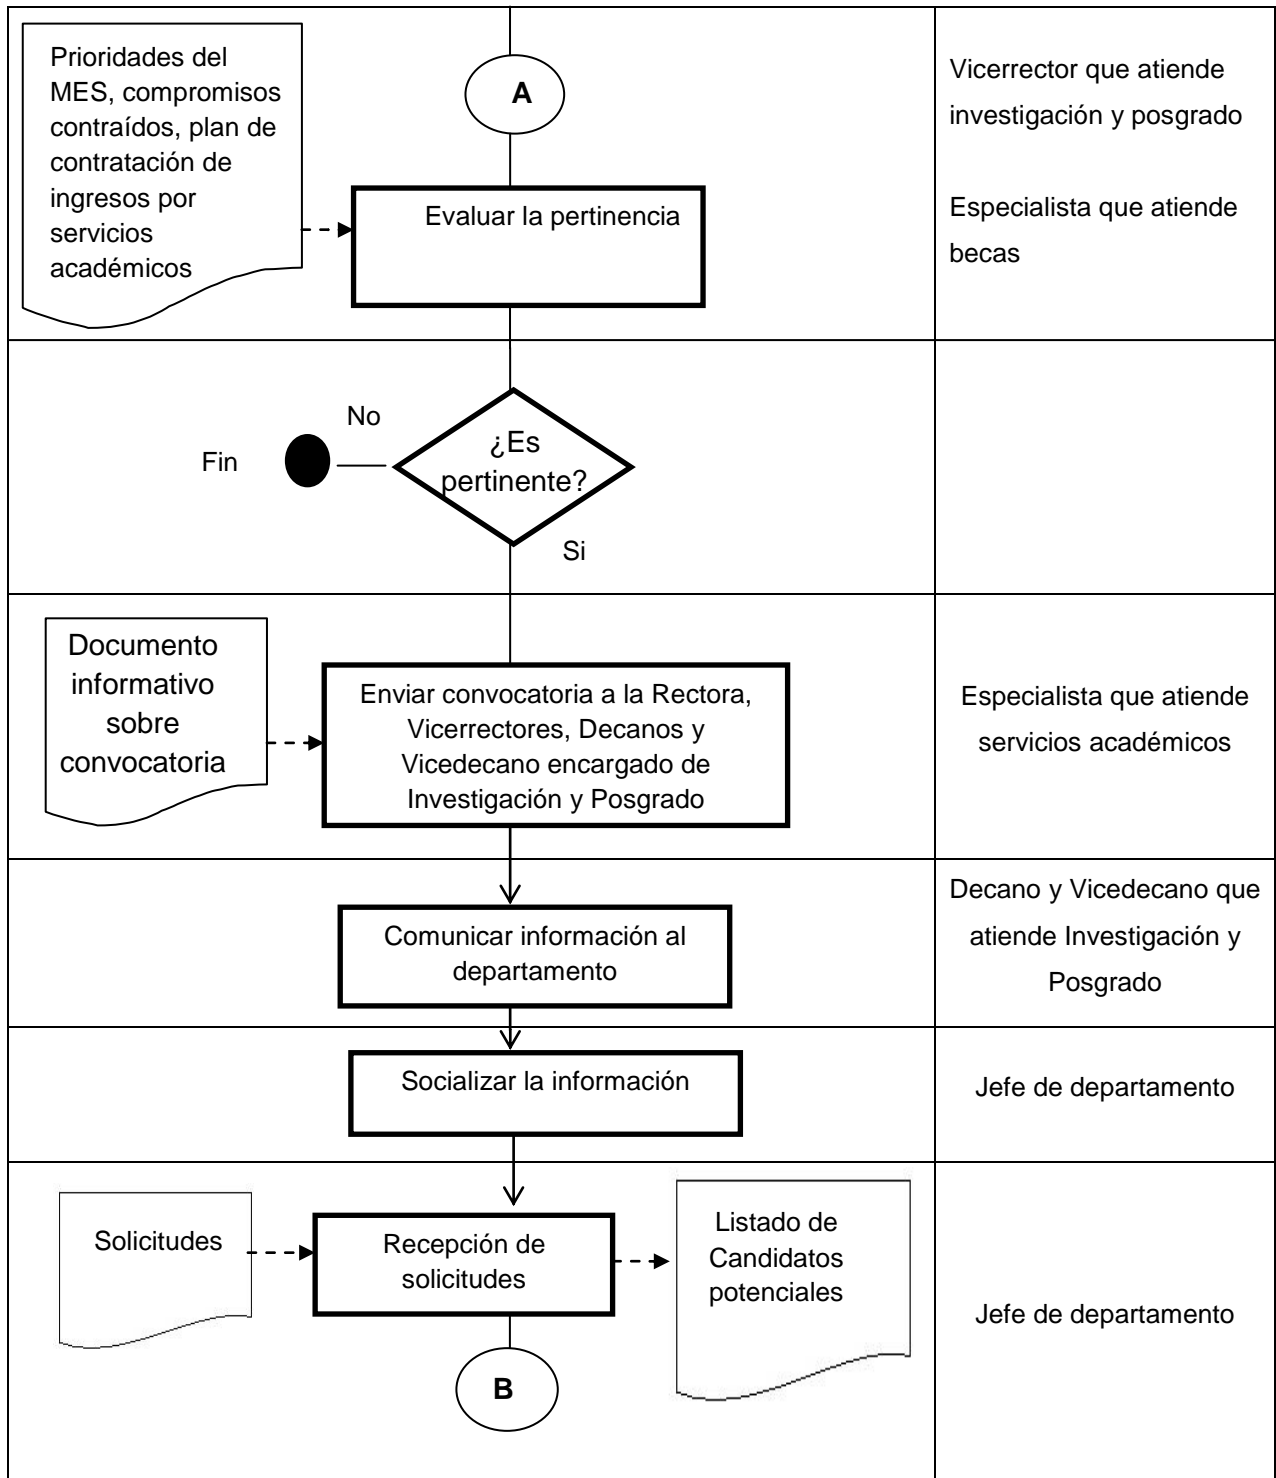 Prioridades del
MES, compromisos
contraídos, plan de
contratación de
ingresos por
servicios
académicos
A
Evaluar la pertinencia
Vicerrector que atiende
investigación y posgrado
Especialista que atiende
becas
Fin
No
¿Es
pertinente?
Si
Documento
informativo
sobre
convocatoria
Enviar convocatoria a la Rectora,
Vicerrectores, Decanos y
Vicedecano encargado de
Investigación y Posgrado
Especialista que atiende
servicios académicos
Comunicar información al
departamento
Decano y Vicedecano que
atiende Investigación y
Posgrado
Socializar la información
Jefe de departamento
Solicitudes
Recepción de
solicitudes
Listado de
Candidatos
potenciales
Jefe de departamento
B